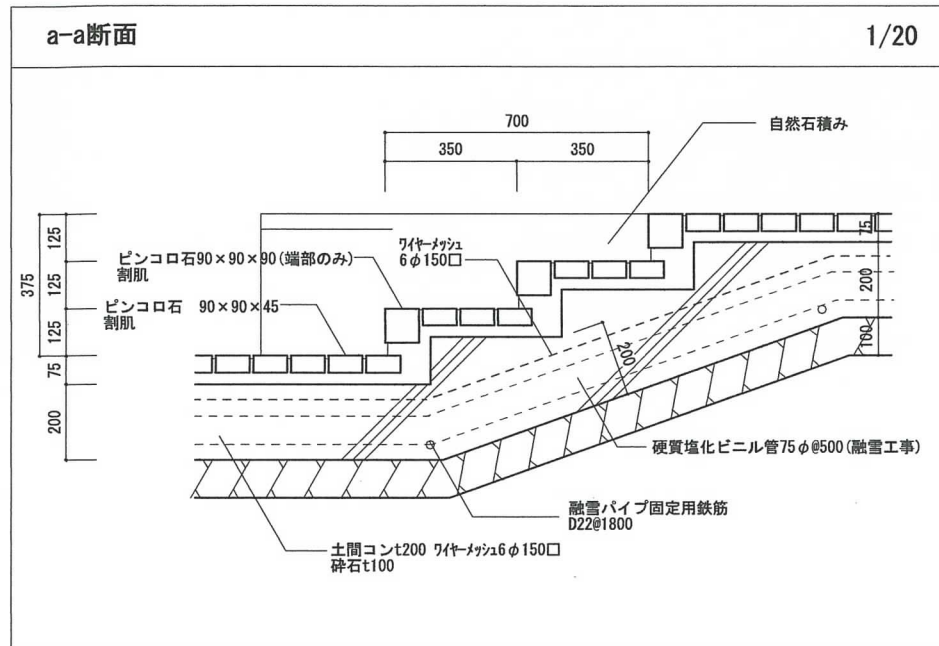 a-a断面
1/20
700
350
350
自然石積み
ワイヤーメッシュ
6φ150□
ピンコロ石90×90×90(端部のみ)
割肌
ピンコロ石 90×90×45
割肌
375
125
125
125
75
200
75
200
100
200
硬質塩化ビニル管75φ@500(融雪工事)
融雪パイプ固定用鉄筋
D22@1800
土間コンt200 ワイヤーメッシュ6φ150□
砕石t100